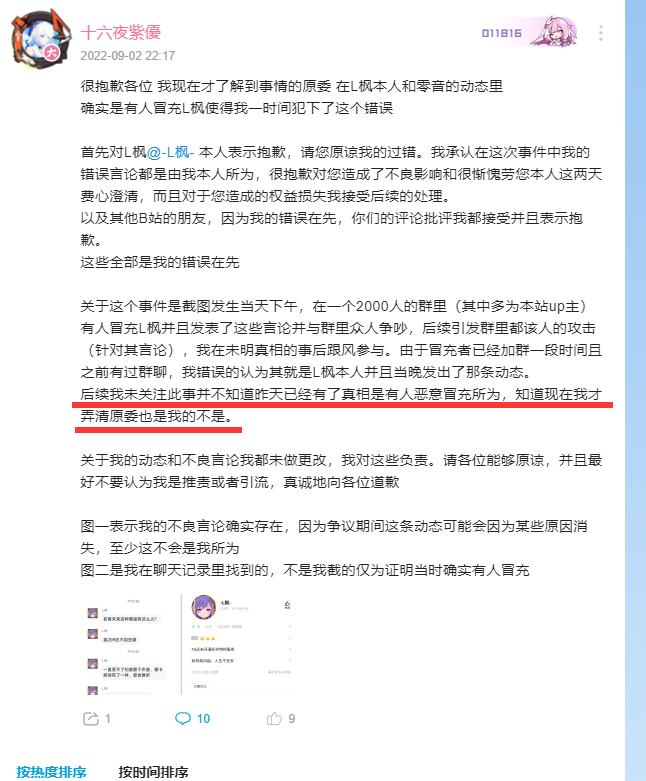 十六夜紫優
011816
2022-09-02 22:17
很抱歉各位 我现在才了解到事情的原委 在L枫本人和零音的动态里
确实是有人冒充L枫使得我一时间犯下了这个错误
首先对L枫@-L枫- 本人表示抱歉，请您原谅我的过错。我承认在这次事件中我的
错误言论都是由我本人所为，很抱歉对您造成了不良影响和很惭愧劳您本人这两天
费心澄清，而且对于您造成的权益损失我接受后续的处理。
以及其他B站的朋友，因为我的错误在先，你们的评论批评我都接受并且表示抱
歉。
这些全部是我的错误在先
关于这个事件是截图发生当天下午，在一个2000人的群里（其中多为本站up主）
有人冒充L枫并且发表了这些言论并与群里众人争吵，后续引发群里都该人的攻击
（针对其言论），我在未明真相的事后跟风参与。由于冒充者已经加群一段时间且
之前有过群聊，我错误的认为其就是L枫本人并且当晚发出了那条动态。
后续我未关注此事并不知道昨天已经有了真相是有人恶意冒充所为，知道现在我才
弄清原委也是我的不是。
关于我的动态和不良言论我都未做更改，我对这些负责。请各位能够原谅，并且最
好不要认为我是推责或者引流，真诚地向各位道歉
图一表示我的不良言论确实存在，因为争议期间这条动态可能会因为某些原因消
失，至少这不会是我所为
图二是我在聊天记录里找到的，不是我截的仅为证明当时确实有人冒充
-L枫-
1
10
9
按热度排序 按时间排序